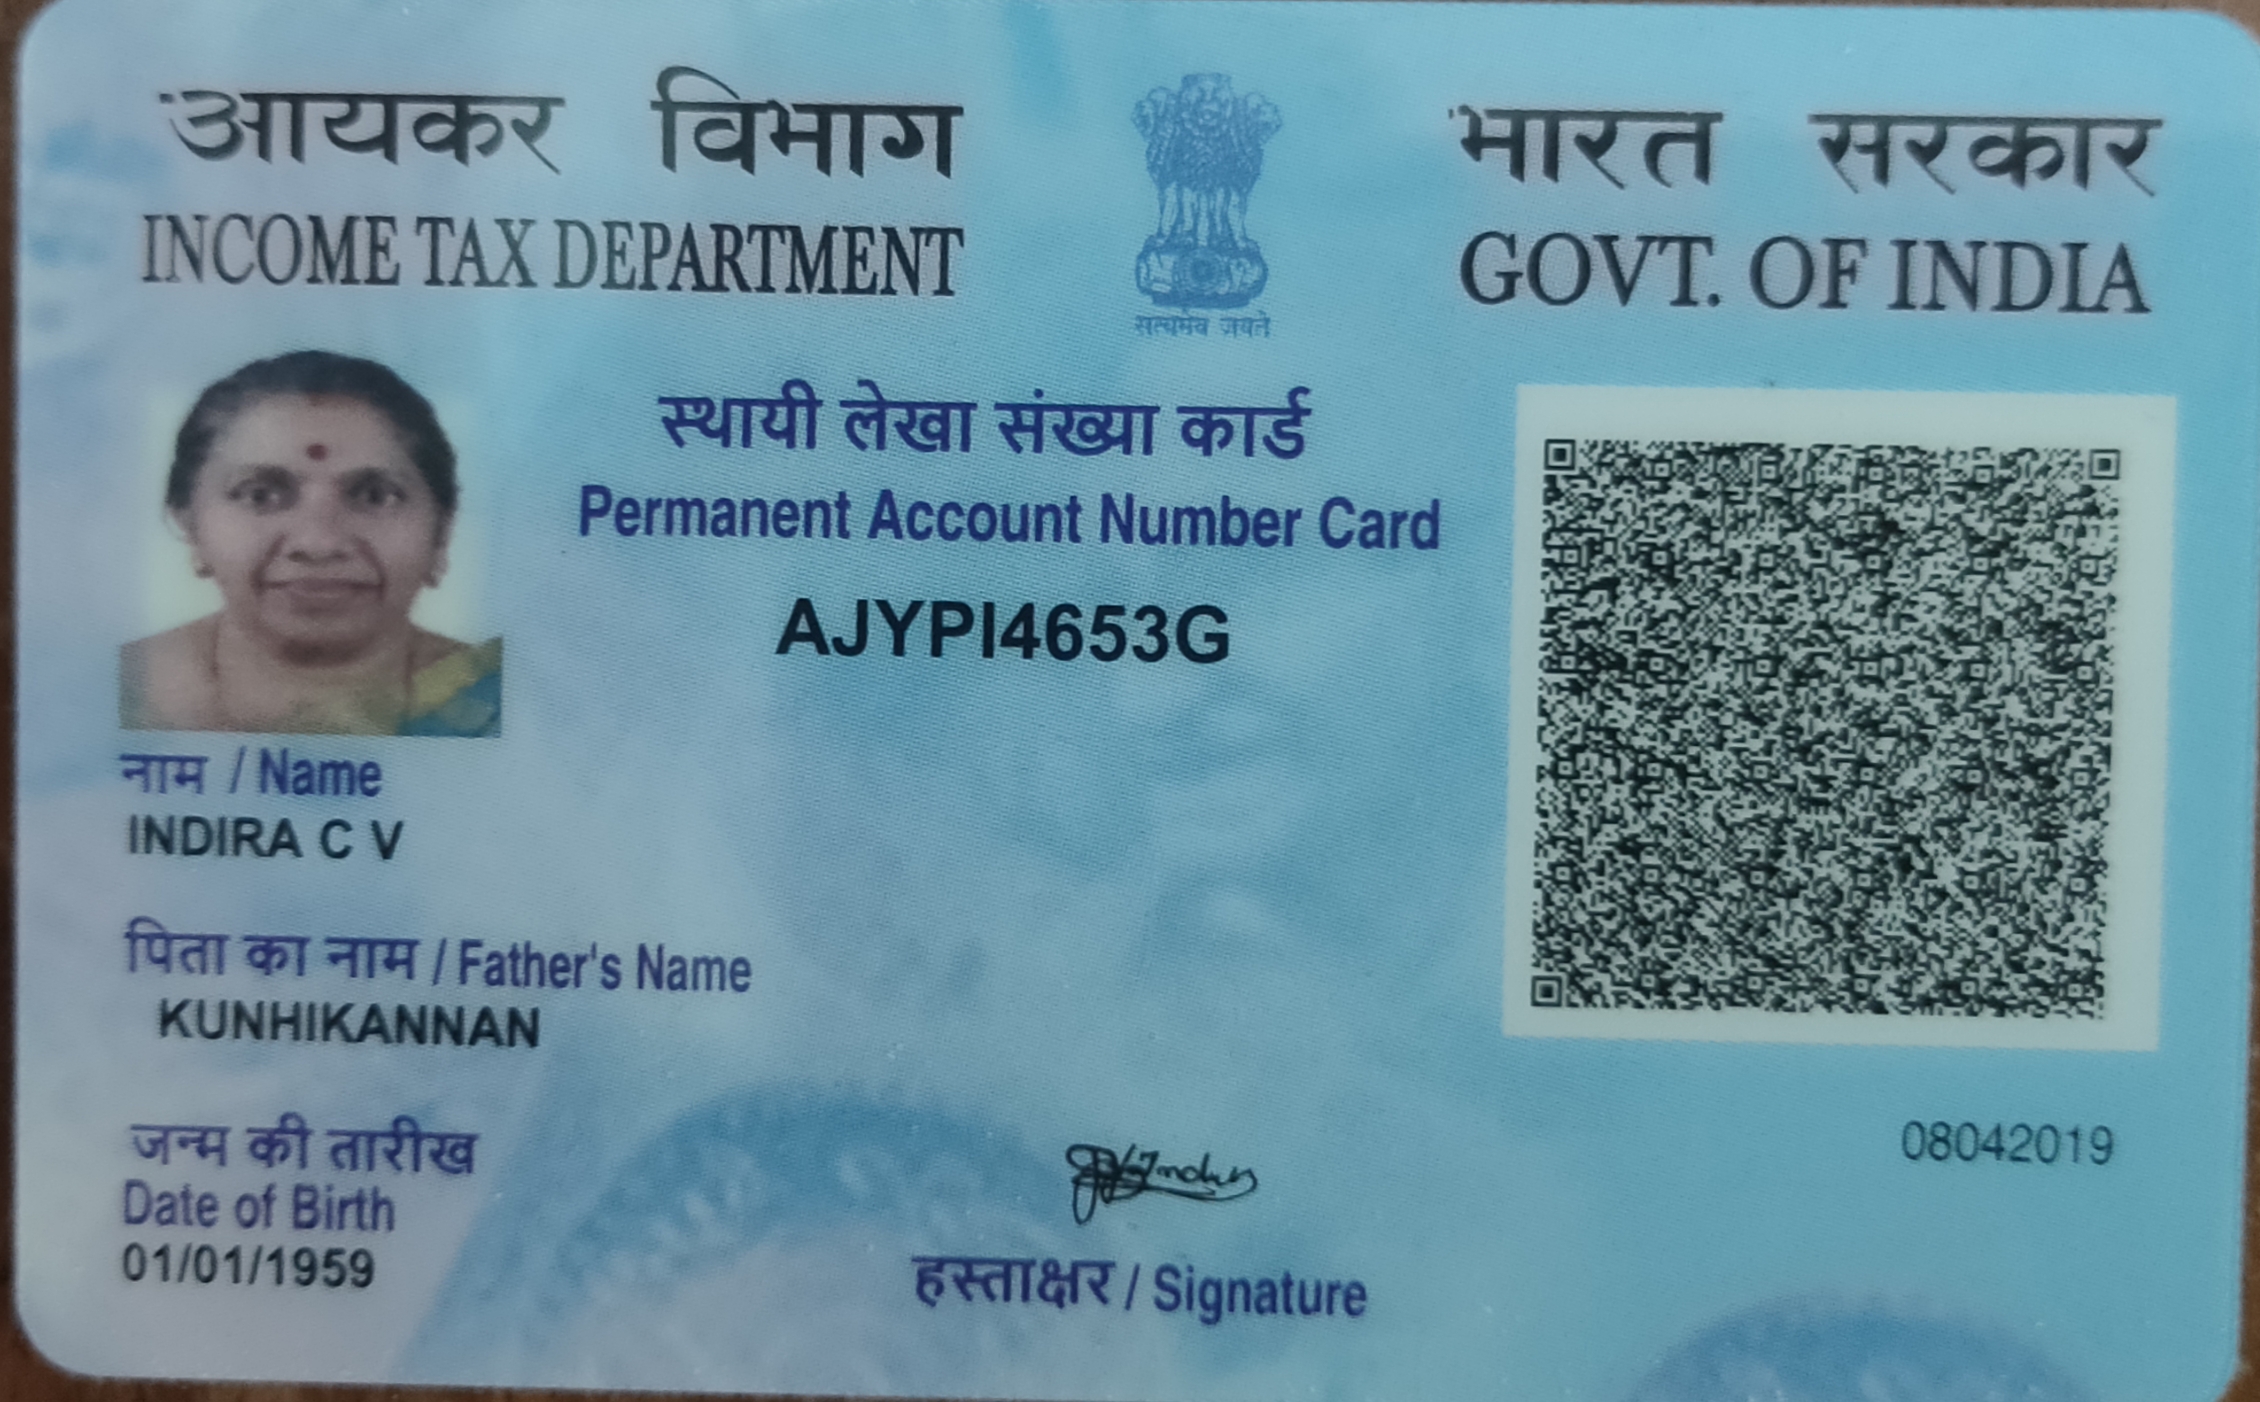 आयकर विभाग
INCOME TAX DEPARTMENT
सत्यमेव जयते
भारत सरकार
GOVT. OF INDIA
स्थायी लेखा संख्या कार्ड
Permanent Account Number Card
AJYPI4653G
नाम / Name
INDIRA C V
पिता का नाम / Father's Name
KUNHIKANNAN
जन्म की तारीख
Date of Birth
01/01/1959
हस्ताक्षर / Signature
08042019